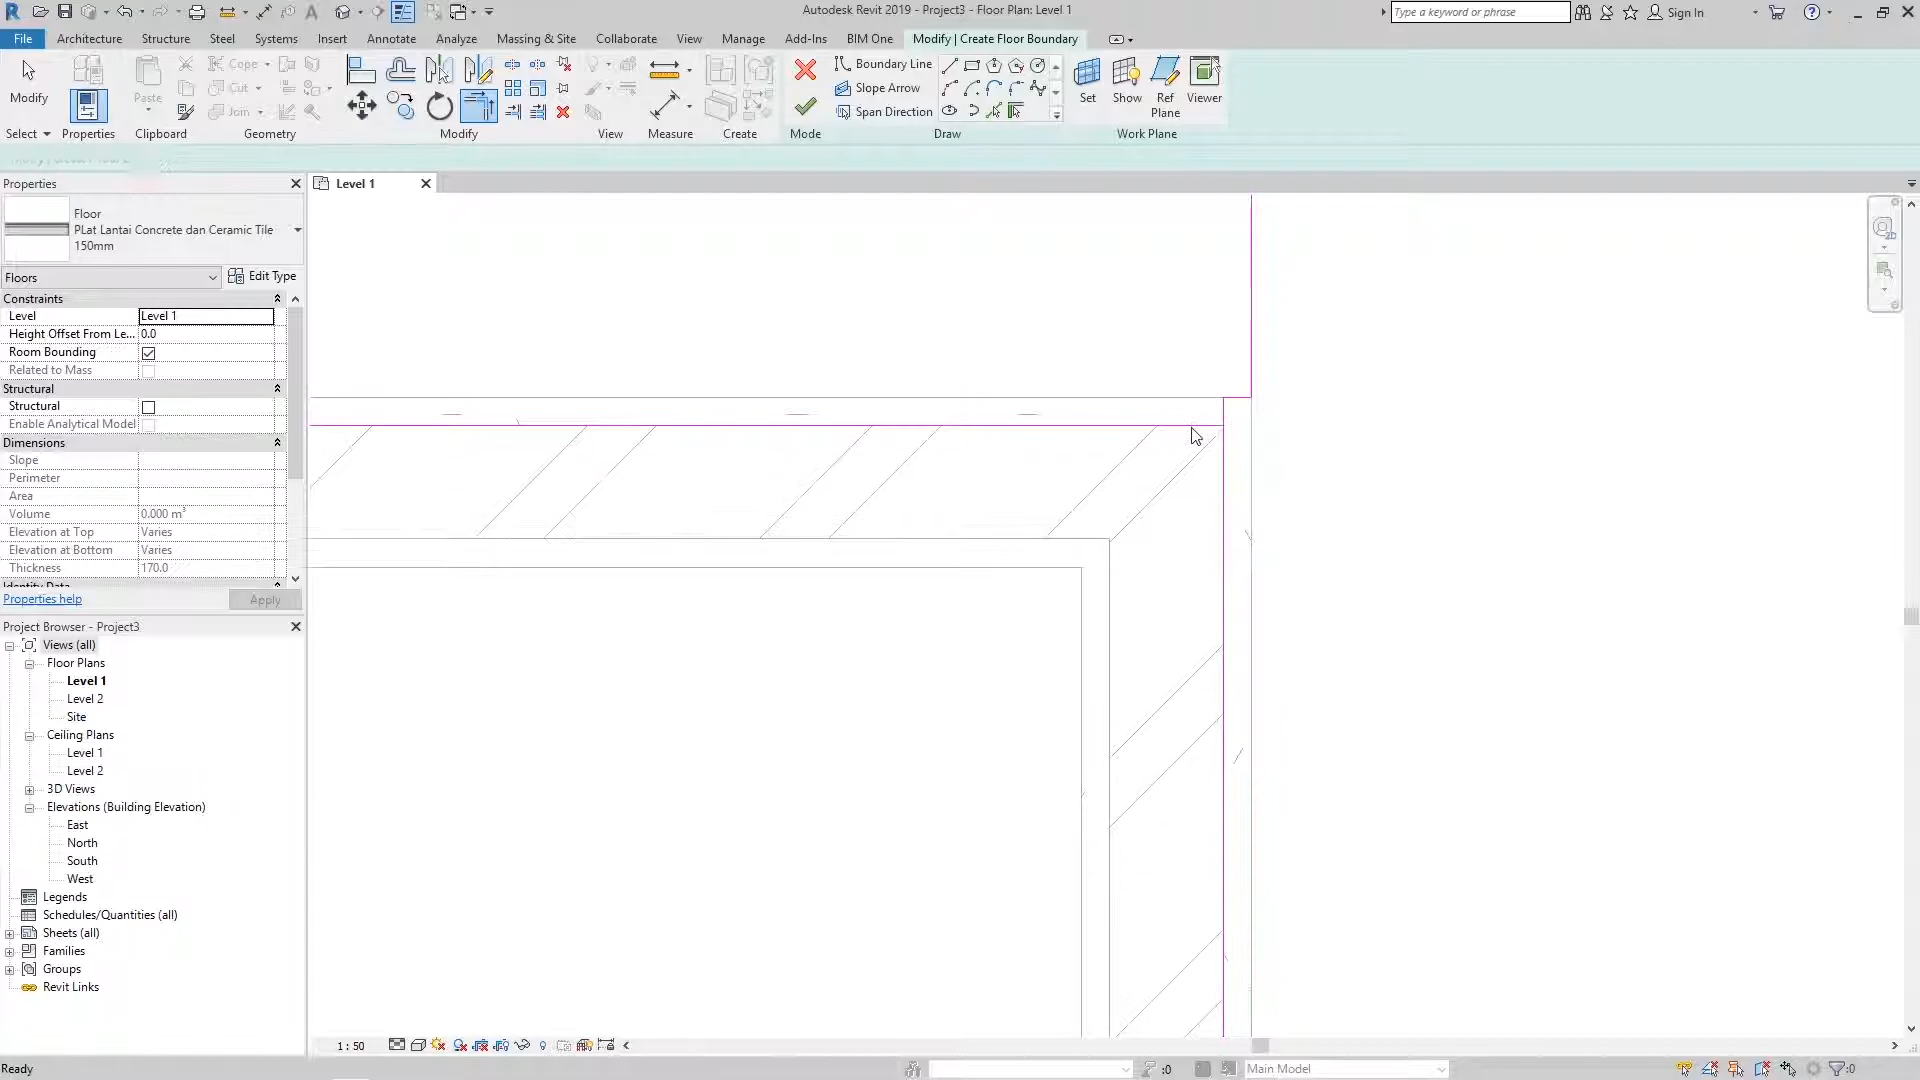 Autodesk Revit 2019 - Project3 - Floor Plan: Level 1
Type a keyword or phrase
Sign In
File Architecture Structure Steel Systems Insert Annotate Analyze Massing & Site Collaborate View Manage Add-Ins BIM One Modify | Create Floor Boundary
Modify
Paste
Cope
Cut
Join
Boundary Line
Slope Arrow
Span Direction
Set
Show
Ref
Plane
Viewer
Select Properties Clipboard Geometry Modify View Measure Create Mode Draw Work Plane
Properties
Level 1
Floor
PLat Lantai Concrete dan Ceramic Tile
150mm
Floors
Edit Type
Constraints
Level Level 1
Height Offset From Le... 0.0
Room Bounding
Related to Mass
Structural
Structural
Enable Analytical Model
Dimensions
Slope
Perimeter
Area
Volume 0.000 m³
Elevation at Top Varies
Elevation at Bottom Varies
Thickness 170.0
Identity Data
Properties help
Apply
Project Browser - Project3
Views (all)
Floor Plans
Level 1
Level 2
Site
Ceiling Plans
Level 1
Level 2
3D Views
Elevations (Building Elevation)
East
North
South
West
Legends
Schedules/Quantities (all)
Sheets (all)
Families
Groups
Revit Links
1 : 50
Ready
:0
Main Model
:0